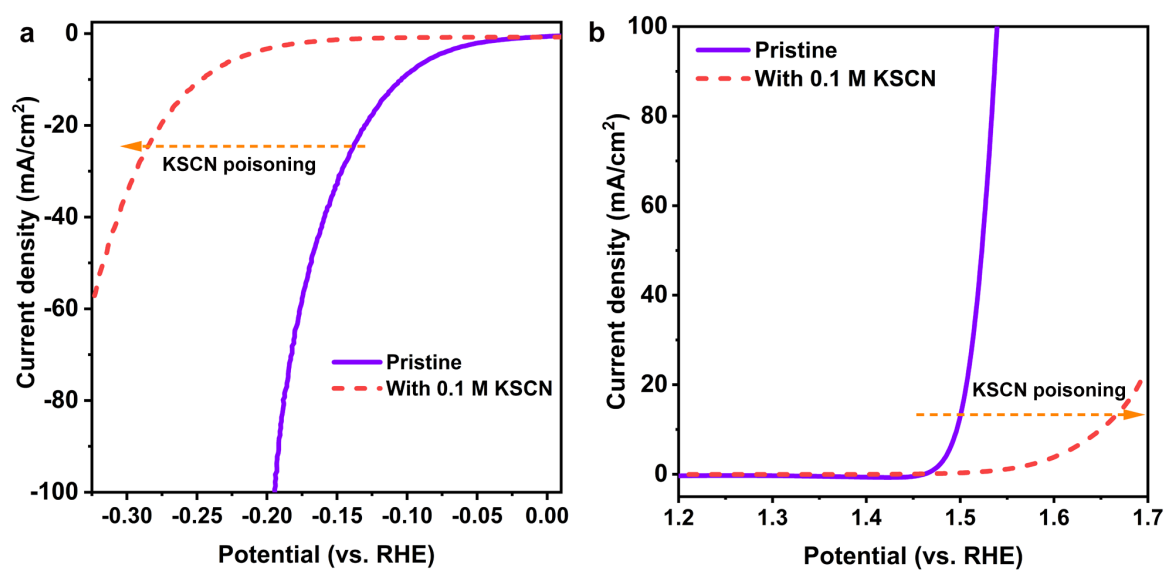 a
0
-20
-40
-60
-80
-100
Current density (mA/cm²)
KSCN poisoning
Pristine
With 0.1 M KSCN
-0.30 -0.25 -0.20 -0.15 -0.10 -0.05 0.00
Potential (vs. RHE)
b
100
80
60
40
20
0
Current density (mA/cm²)
Pristine
With 0.1 M KSCN
KSCN poisoning
1.2 1.3 1.4 1.5 1.6 1.7
Potential (vs. RHE)